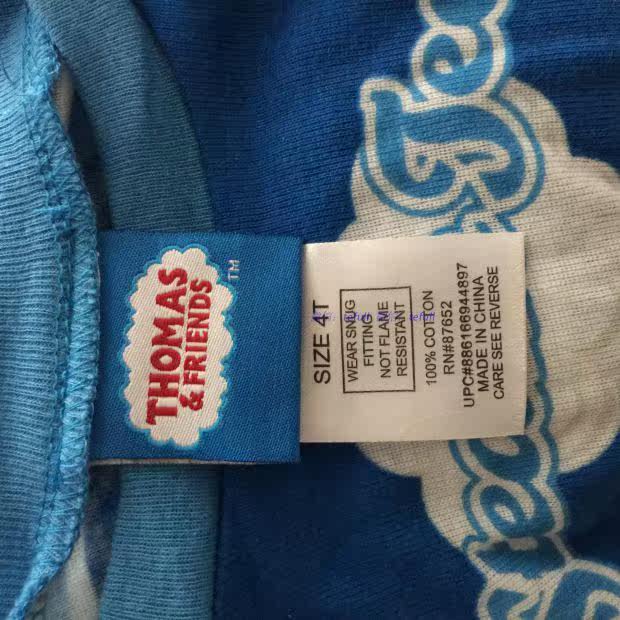 THOMAS
& FRIENDS
TM
SIZE 4T
WEAR SNUG
FITTING
NOT FLAME
RESISTANT
100% COTTON
RN#87652
UPC#886166944897
MADE IN CHINA
CARE SEE REVERSE
Te